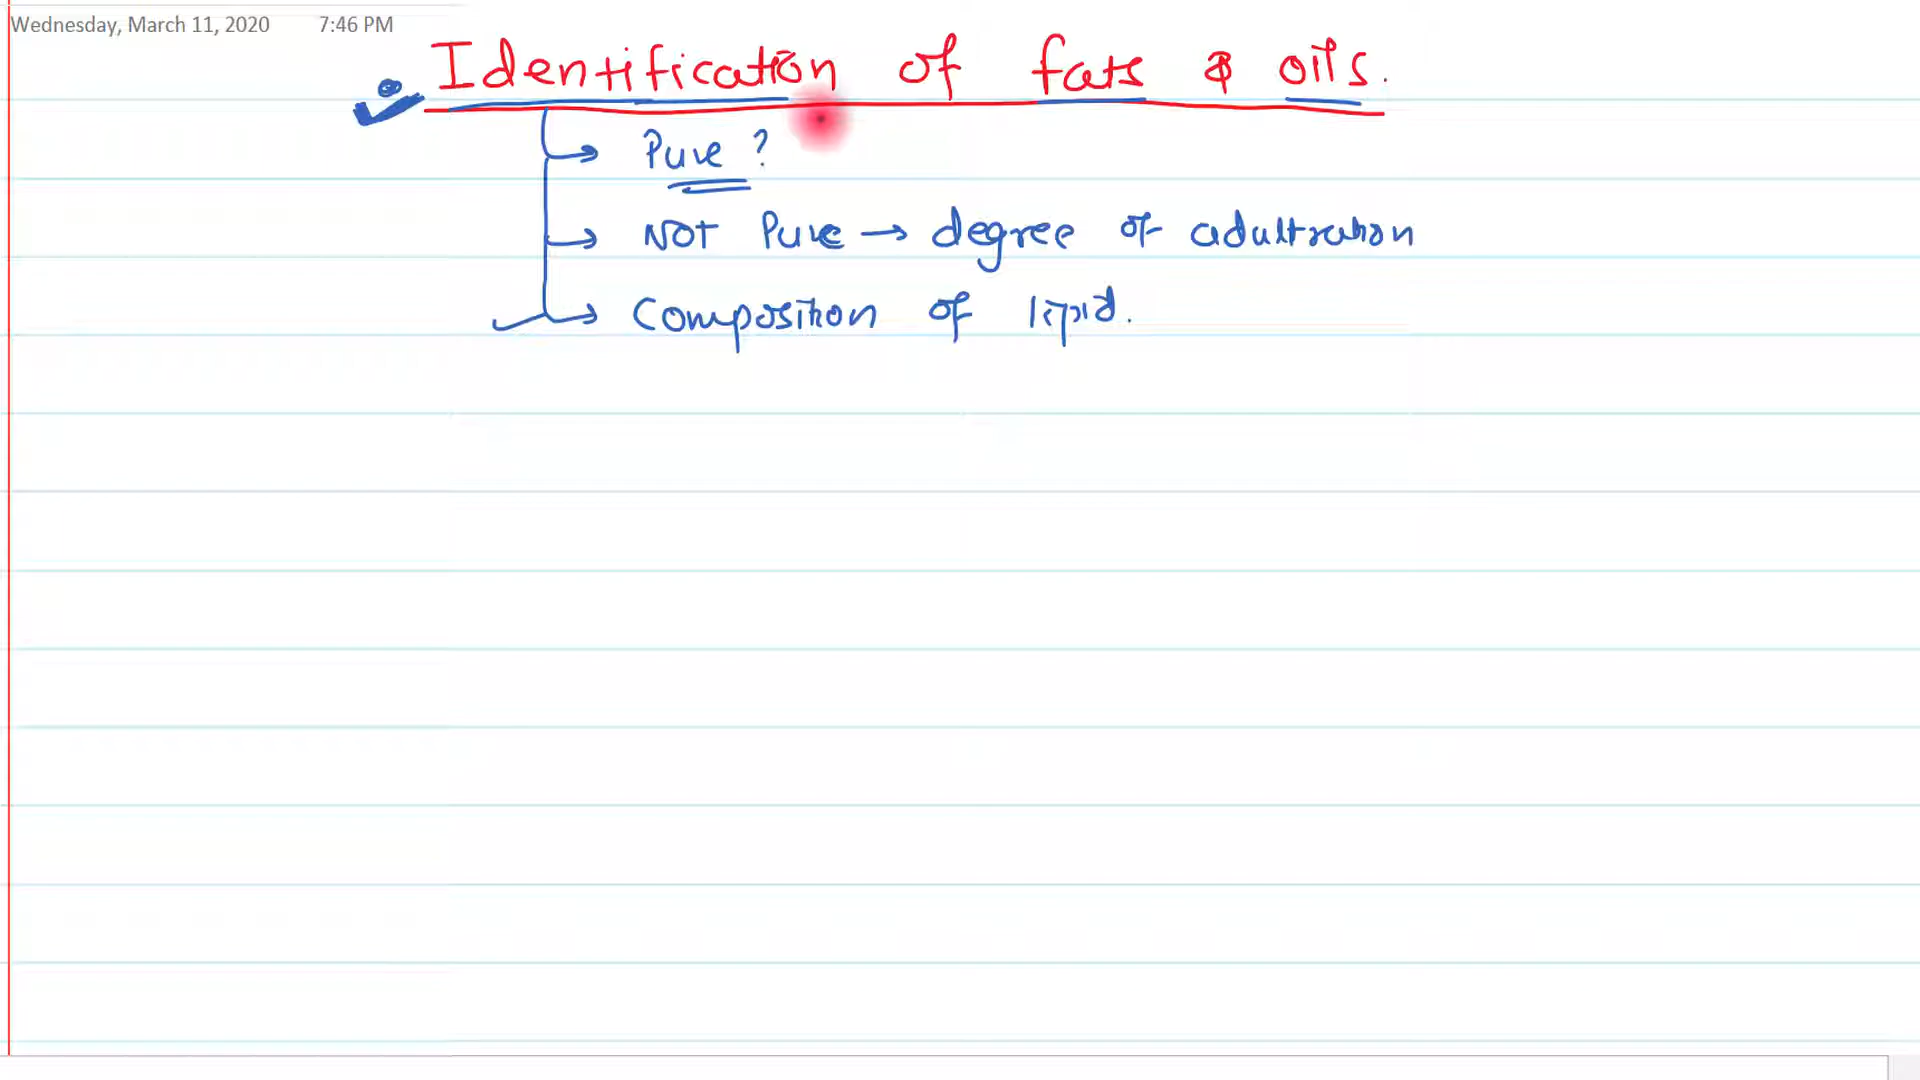 Wednesday, March 11, 2020 7:46 PM
Identification of fats & oils.
Pure ?
NOT Pure → degree of adultration
Composition of lipid.